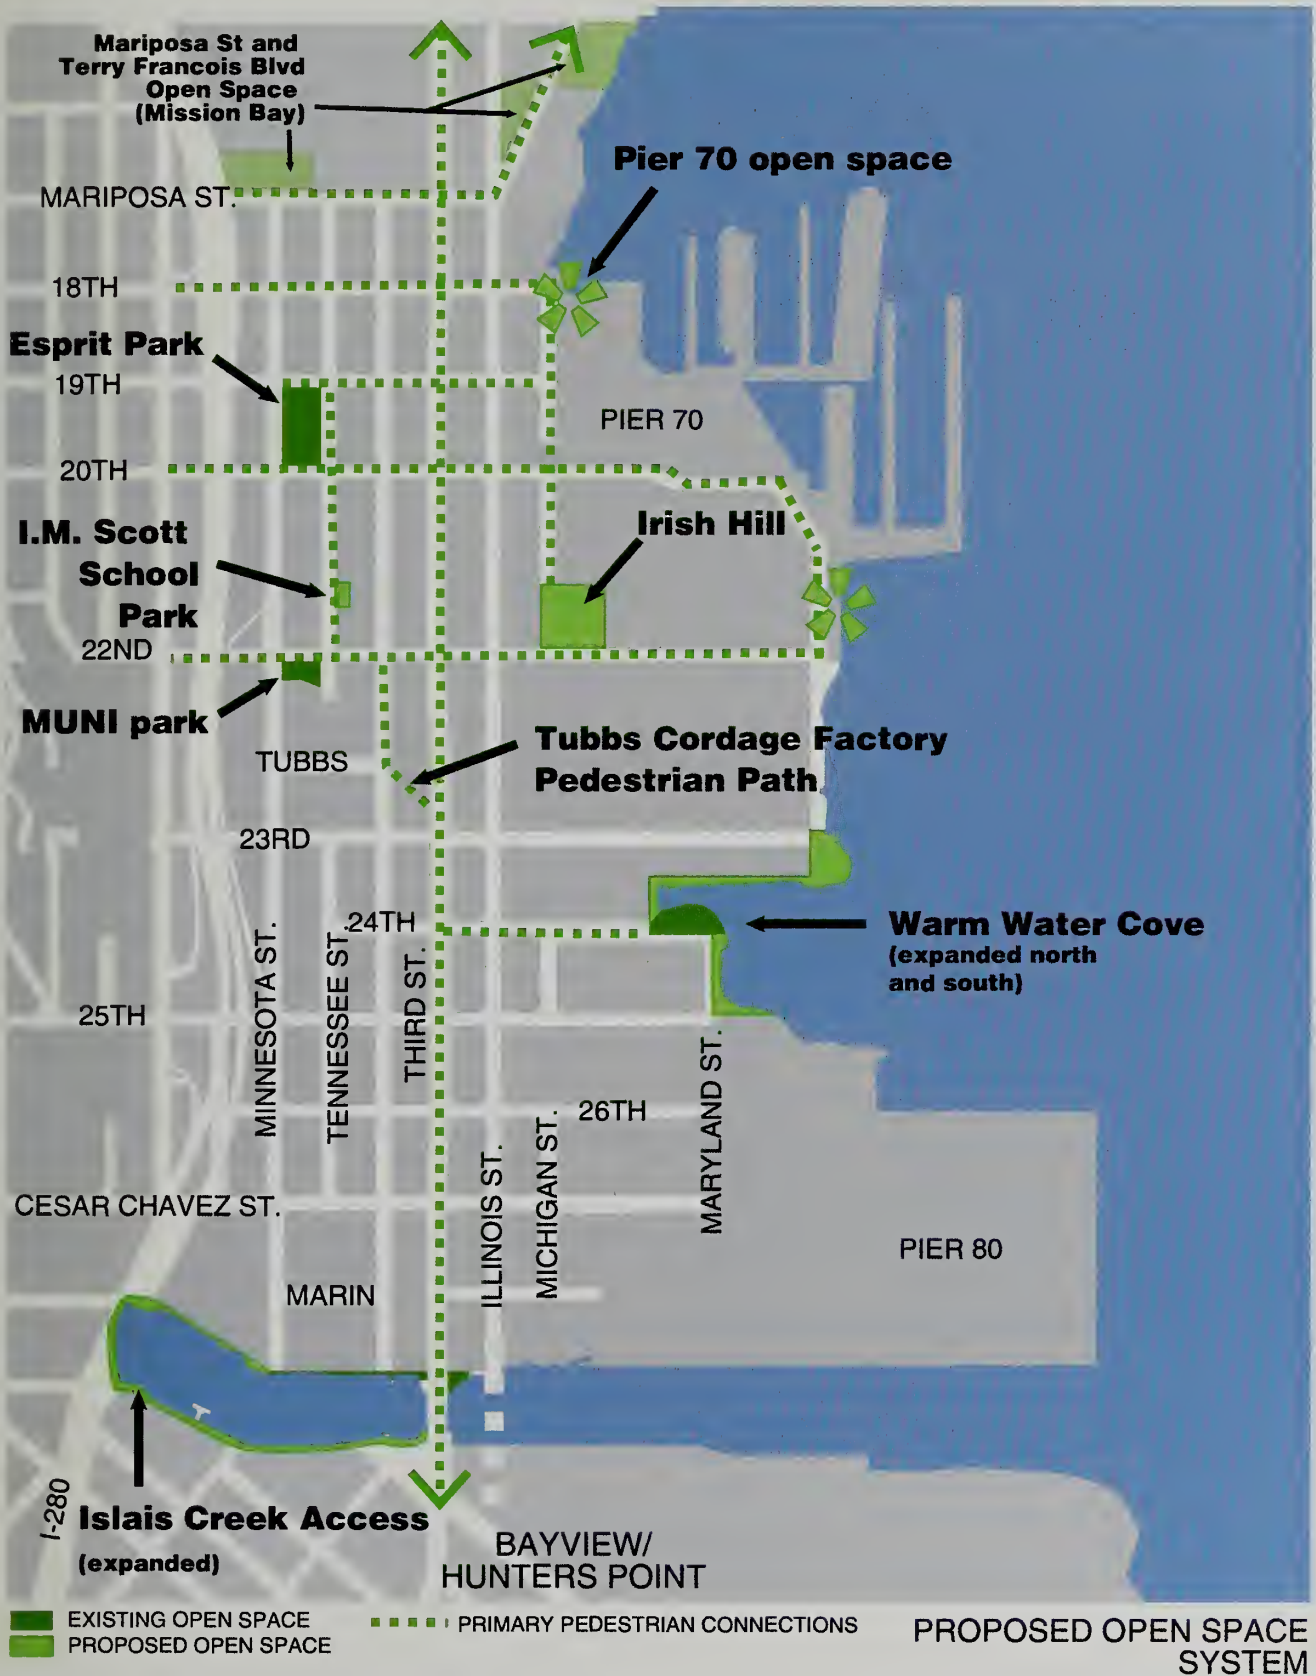 Mariposa St and
Terry Francois Blvd
Open Space
(Mission Bay)
Pier 70 open space
MARIPOSA ST.
18TH
Esprit Park
19TH
PIER 70
20TH
Irish Hill
I.M. Scott
School
Park
22ND
MUNI park
Tubbs Cordage Factory
Pedestrian Path
TUBBS
23RD
24TH
Warm Water Cove
(expanded north
and south)
25TH
MINNESOTA ST.
TENNESSEE ST.
THIRD ST.
ILLINOIS ST.
MICHIGAN ST.
MARYLAND ST.
26TH
CESAR CHAVEZ ST.
PIER 80
MARIN
I-280
Islais Creek Access
(expanded)
BAYVIEW/
HUNTERS POINT
EXISTING OPEN SPACE
PROPOSED OPEN SPACE
PRIMARY PEDESTRIAN CONNECTIONS
PROPOSED OPEN SPACE
SYSTEM